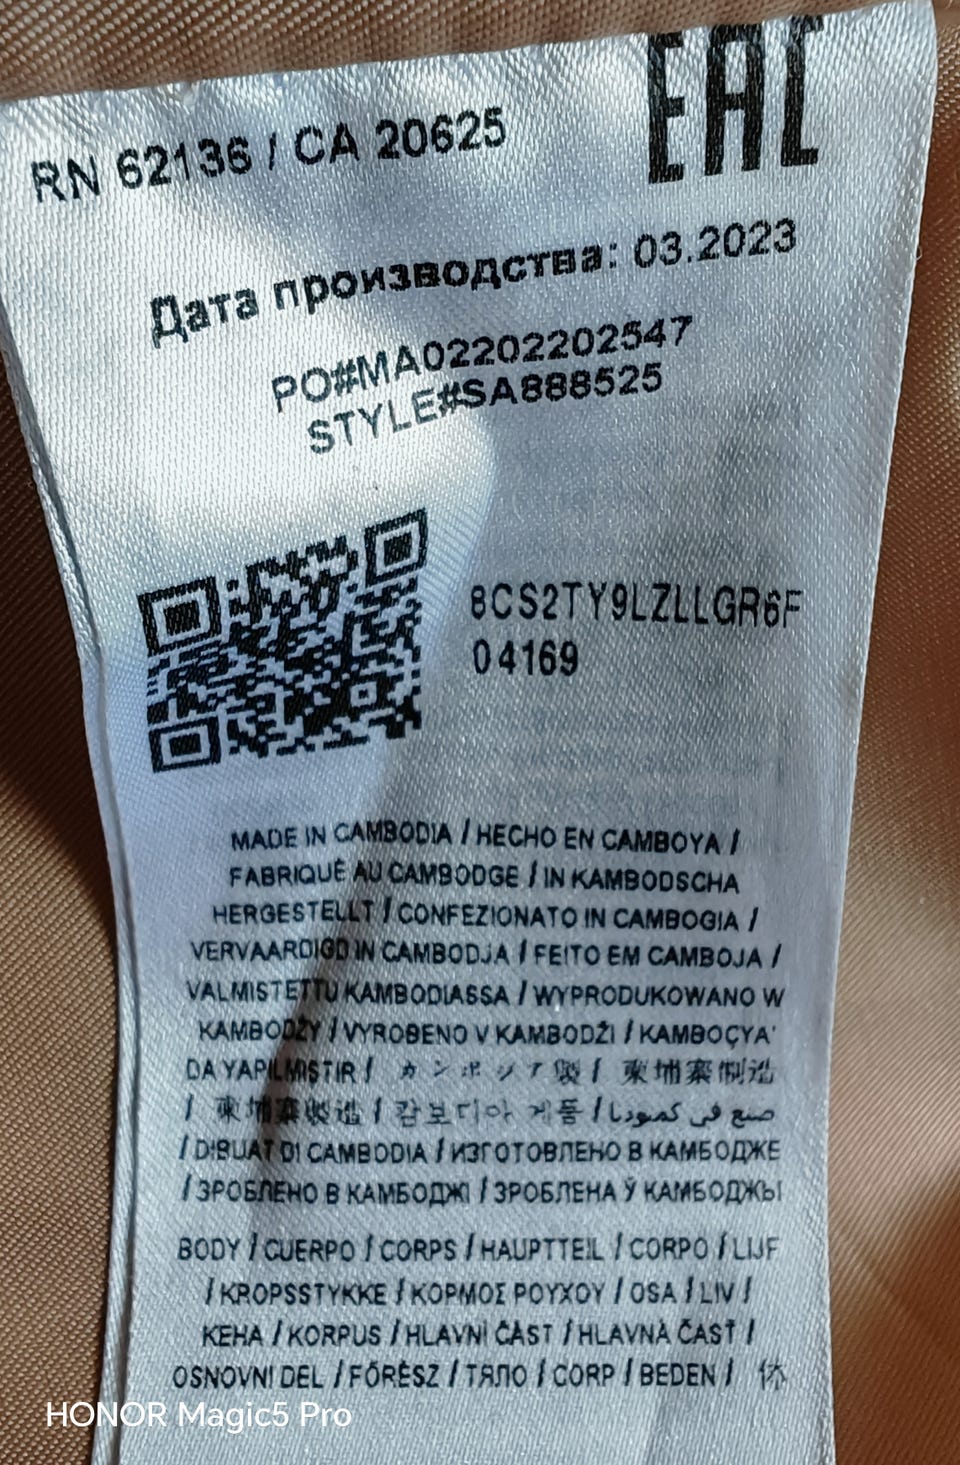 EAC
RN 62136 / CA 20625
Дата производства: 03.2023
PO#MA02202202547
STYLE#SA888525
8CS2TY9LZLLGR6F
04169
MADE IN CAMBODIA / HECHO EN CAMBOYA /
FABRIQUÉ AU CAMBODGE / IN KAMBODSCHA
HERGESTELLT / CONFEZIONATO IN CAMBOGIA /
VERVAARDIGD IN CAMBODJA / FEITO EM CAMBOJA /
VALMISTETTU KAMBODIASSA / WYPRODUKOWANO W
KAMBODŻY / VYROBENO V KAMBODŽI / KAMBOÇYA'
DA YAPILMISTIR / カンボジア製 / 柬埔寨制造
/ 柬埔寨製造 / 캄보디아 제품 / صنع في كمبوديا
/ DIBUAT DI CAMBODIA / ИЗГОТОВЛЕНО В КАМБОДЖЕ
/ ЗРОБЛЕНО В КАМБОДЖІ / ЗРОБЛЕНА Ў КАМБОДЖЫ
BODY / CUERPO / CORPS / HAUPTTEIL / CORPO / LIJF
/ KROPSSTYKKE / ΚΟΡΜΟΣ ΡΟΥΧΟΥ / OSA / LIV /
KEHA / KORPUS / HLAVNÍ ČÁST / HLAVNÁ ČASŤ /
OSNOVNI DEL / FŐRÉSZ / ТЯЛО / CORP / BEDEN /
HONOR Magic5 Pro